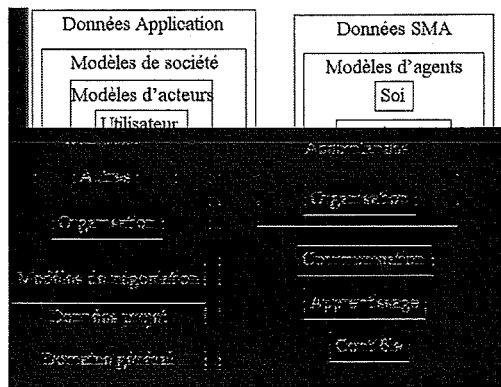 Données Application
Modèles de société
Modèles d'acteurs
Utilisateur
Autres
Organisation
Modèles de négociation
Données projet
Domaine général
Données SMA
Modèles d'agents
Soi
Accointances
Organisation
Communication
Apprentissage
Contrôle